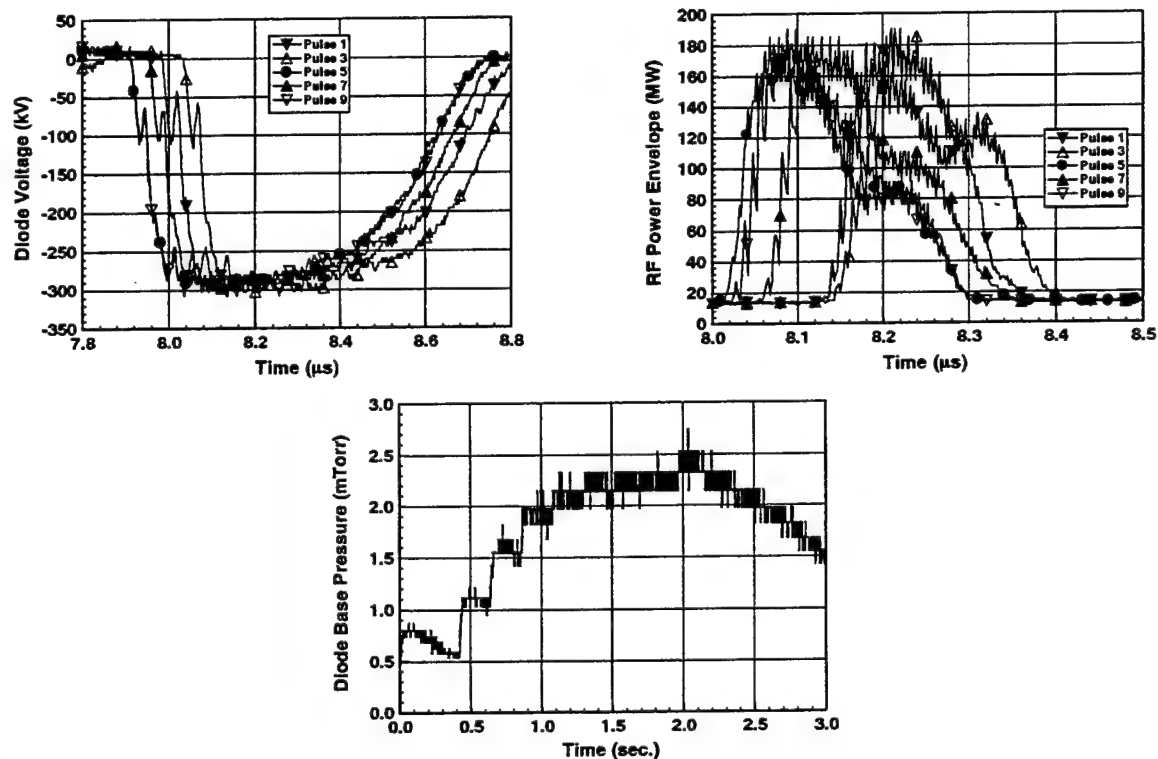 50
0
-50
-100
-150
-200
-250
-300
-350
7.8
8.0
8.2
8.4
8.6
8.8
Diode Voltage (kV)
Time (μs)
Pulse 1
Pulse 3
Pulse 5
Pulse 7
Pulse 9
200
180
160
140
120
100
80
60
40
20
0
8.0
8.1
8.2
8.3
8.4
8.5
RF Power Envelope (MW)
Time (μs)
Pulse 1
Pulse 3
Pulse 5
Pulse 7
Pulse 9
3.0
2.5
2.0
1.5
1.0
0.5
0.0
0.0
0.5
1.0
1.5
2.0
2.5
3.0
Diode Base Pressure (mTorr)
Time (sec.)